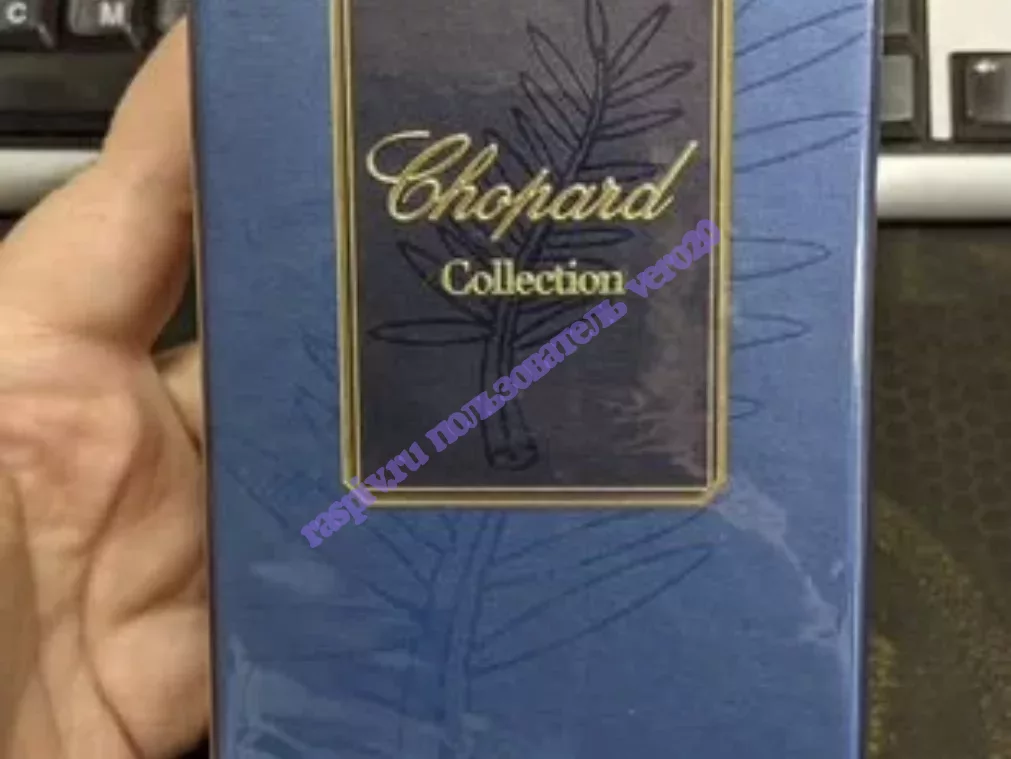 C M
Chopard
Collection
raspiv.ru пользователь vero20